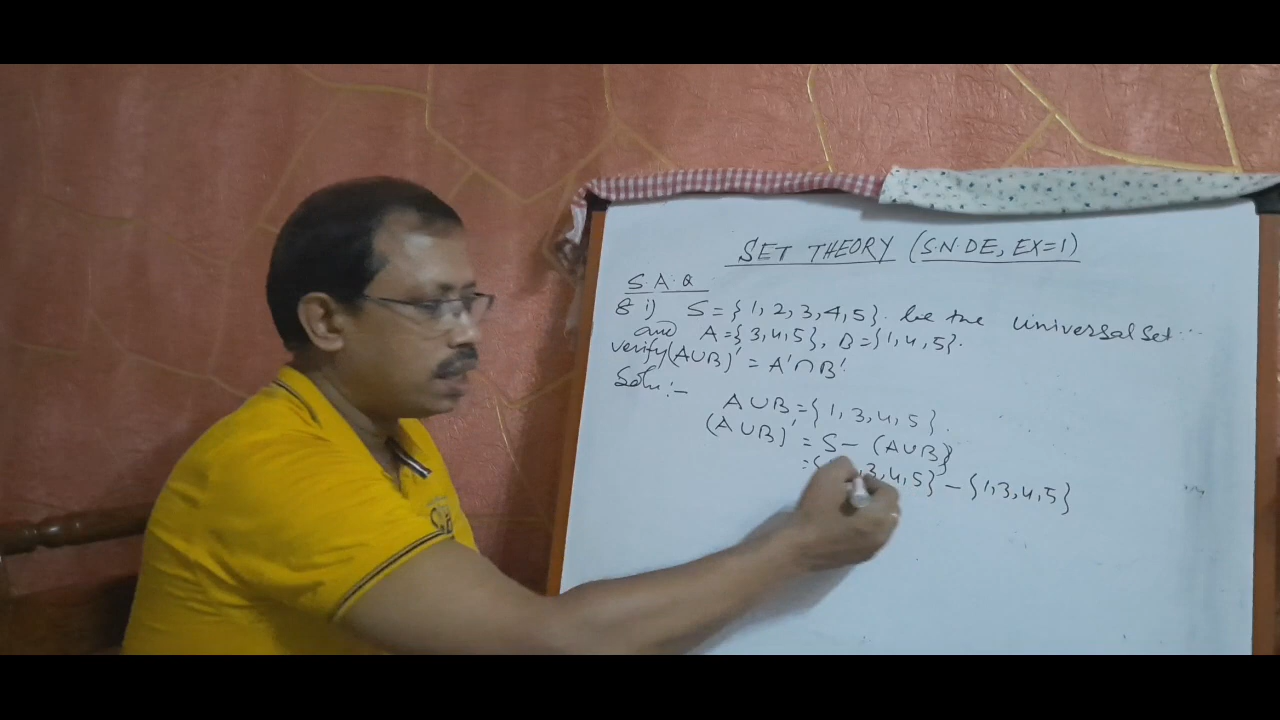 SET THEORY (S.N.DE, EX=1)
S.A.Q
8 i) S={1,2,3,4,5}. be the universal set...
and A={3,4,5}, B={1,4,5}.
verify (A∪B)' = A'∩B'.
Soln:-
A∪B={1,3,4,5}.
(A∪B)' = S-(A∪B)
={ ,3,4,5} - {1,3,4,5}